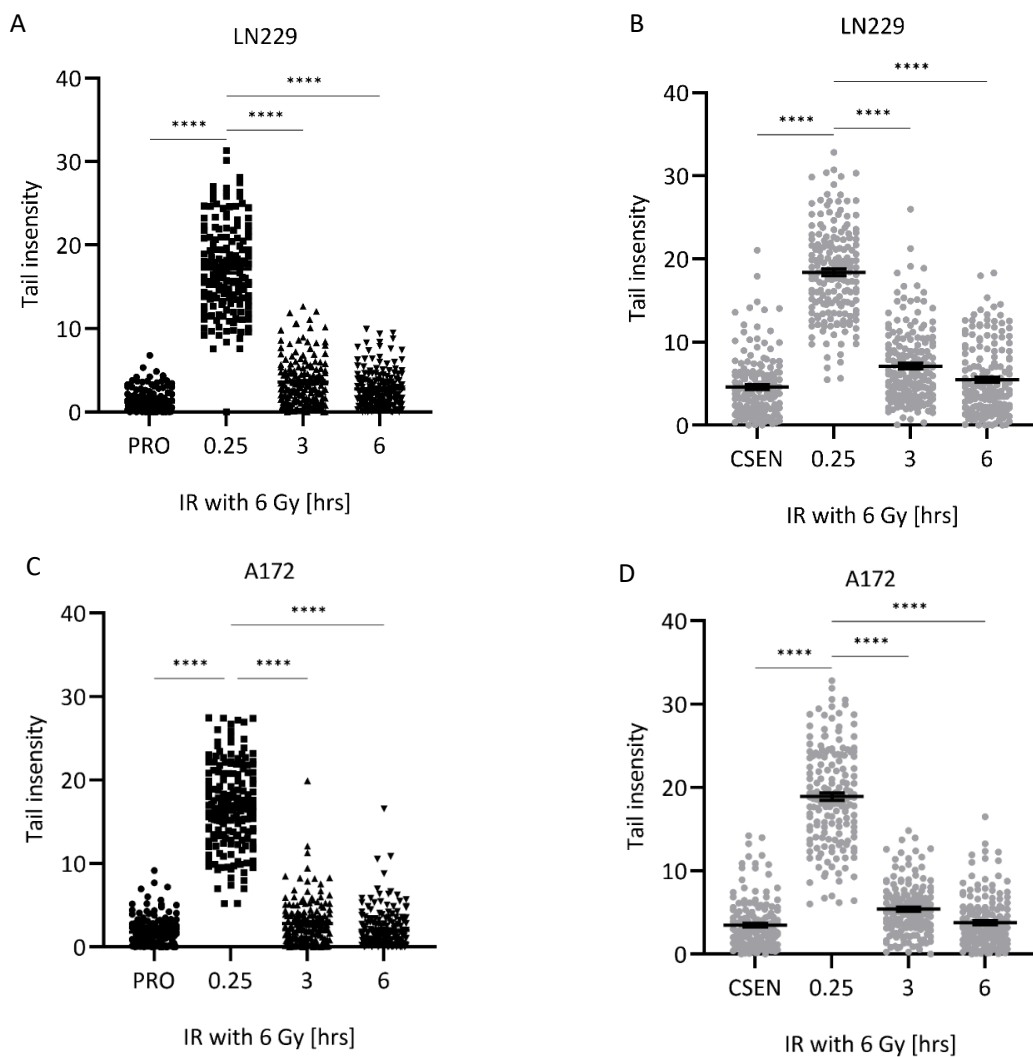 A
LN229
40
30
20
10
0
Tail insensity
****
****
****
PRO
0.25
3
6
IR with 6 Gy [hrs]
B
LN229
40
30
20
10
0
Tail insensity
****
****
****
CSEN
0.25
3
6
IR with 6 Gy [hrs]
C
A172
40
30
20
10
0
Tail insensity
****
****
****
PRO
0.25
3
6
IR with 6 Gy [hrs]
D
A172
40
30
20
10
0
Tail insensity
****
****
****
CSEN
0.25
3
6
IR with 6 Gy [hrs]